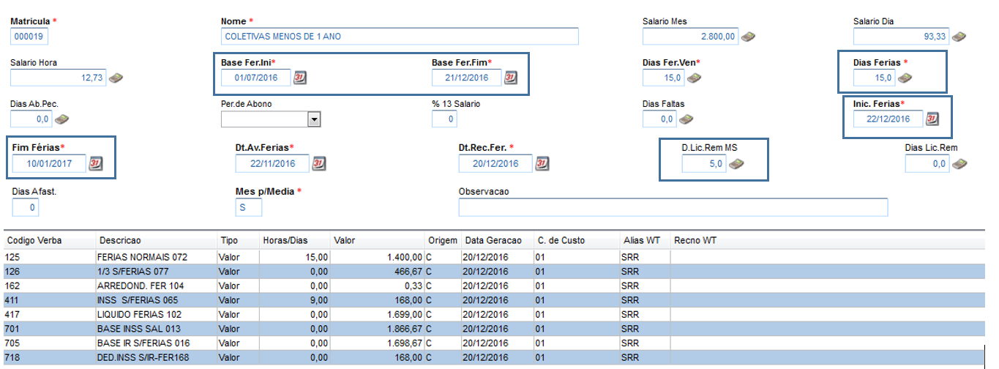 Matricula * Nome * Salario Mes Salario Dia
000019 COLETIVAS MENOS DE 1 ANO 2.800,00 93,33
Salario Hora Base Fer.Ini* Base Fer.Fim* Dias Fer.Ven* Dias Ferias *
12,73 01/07/2016 31 21/12/2016 31 15,0 15,0
Dias Ab.Pec. Per.de Abono % 13 Salario Dias Faltas Inic. Ferias*
0,0 0 0,0 22/12/2016 31
Fim Férias* Dt.Av.Ferias* Dt.Rec.Fer. * D.Lic.Rem MS Dias Lic.Rem
10/01/2017 31 22/11/2016 31 20/12/2016 31 5,0 0,0
Dias Afast. Mes p/Media * Observacao
0 S
Codigo Verba Descricao Tipo Horas/Dias Valor Origem Data Geracao C. de Custo Alias WT Recno WT
125 FERIAS NORMAIS 072 Valor 15,00 1.400,00 C 20/12/2016 01 SRR
126 1/3 S/FERIAS 077 Valor 0,00 466,67 C 20/12/2016 01 SRR
162 ARREDOND. FER 104 Valor 0,00 0,33 C 20/12/2016 01 SRR
411 INSS S/FERIAS 065 Valor 9,00 168,00 C 20/12/2016 01 SRR
417 LIQUIDO FERIAS 102 Valor 0,00 1.699,00 C 20/12/2016 01 SRR
701 BASE INSS SAL 013 Valor 0,00 1.866,67 C 20/12/2016 01 SRR
705 BASE IR S/FERIAS 016 Valor 0,00 1.698,67 C 20/12/2016 01 SRR
718 DED.INSS S/IR-FER168 Valor 0,00 168,00 C 20/12/2016 01 SRR